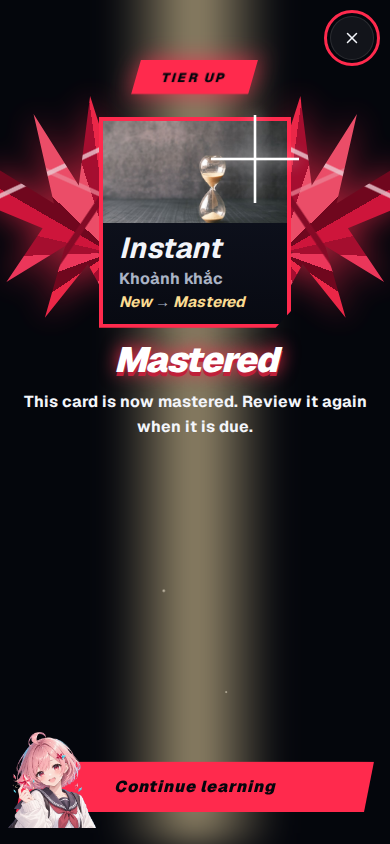 TIER UP
Instant
Khoảnh khắc
New → Mastered
Mastered
This card is now mastered. Review it again
when it is due.
Continue learning